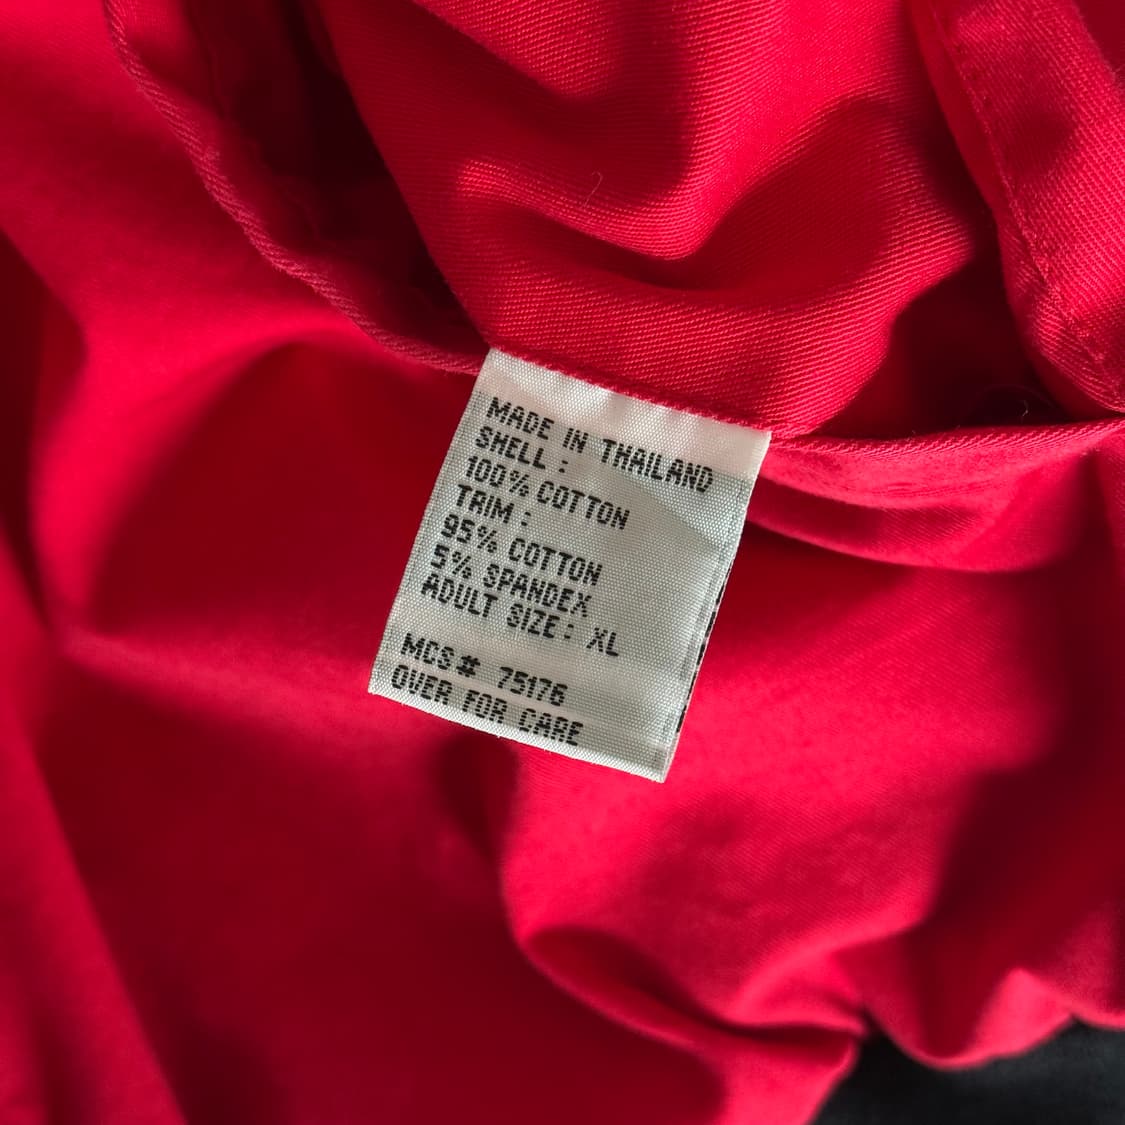 MADE IN THAILAND
SHELL :
100% COTTON
TRIM :
95% COTTON
5% SPANDEX
ADULT SIZE : XL
MCS# 75176
OVER FOR CARE